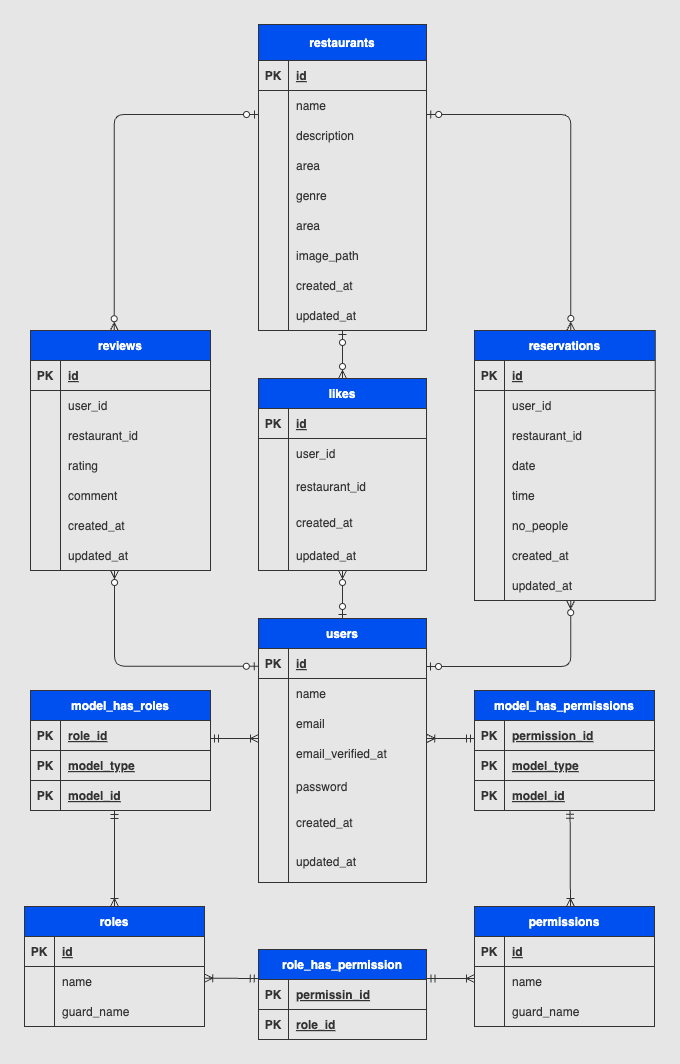 restaurants
PK id
name
description
area
genre
area
image_path
created_at
updated_at
reviews
PK id
user_id
restaurant_id
rating
comment
created_at
updated_at
likes
PK id
user_id
restaurant_id
created_at
updated_at
reservations
PK id
user_id
restaurant_id
date
time
no_people
created_at
updated_at
users
PK id
name
email
email_verified_at
password
created_at
updated_at
model_has_roles
PK role_id
PK model_type
PK model_id
model_has_permissions
PK permission_id
PK model_type
PK model_id
roles
PK id
name
guard_name
role_has_permission
PK permissin_id
PK role_id
permissions
PK id
name
guard_name